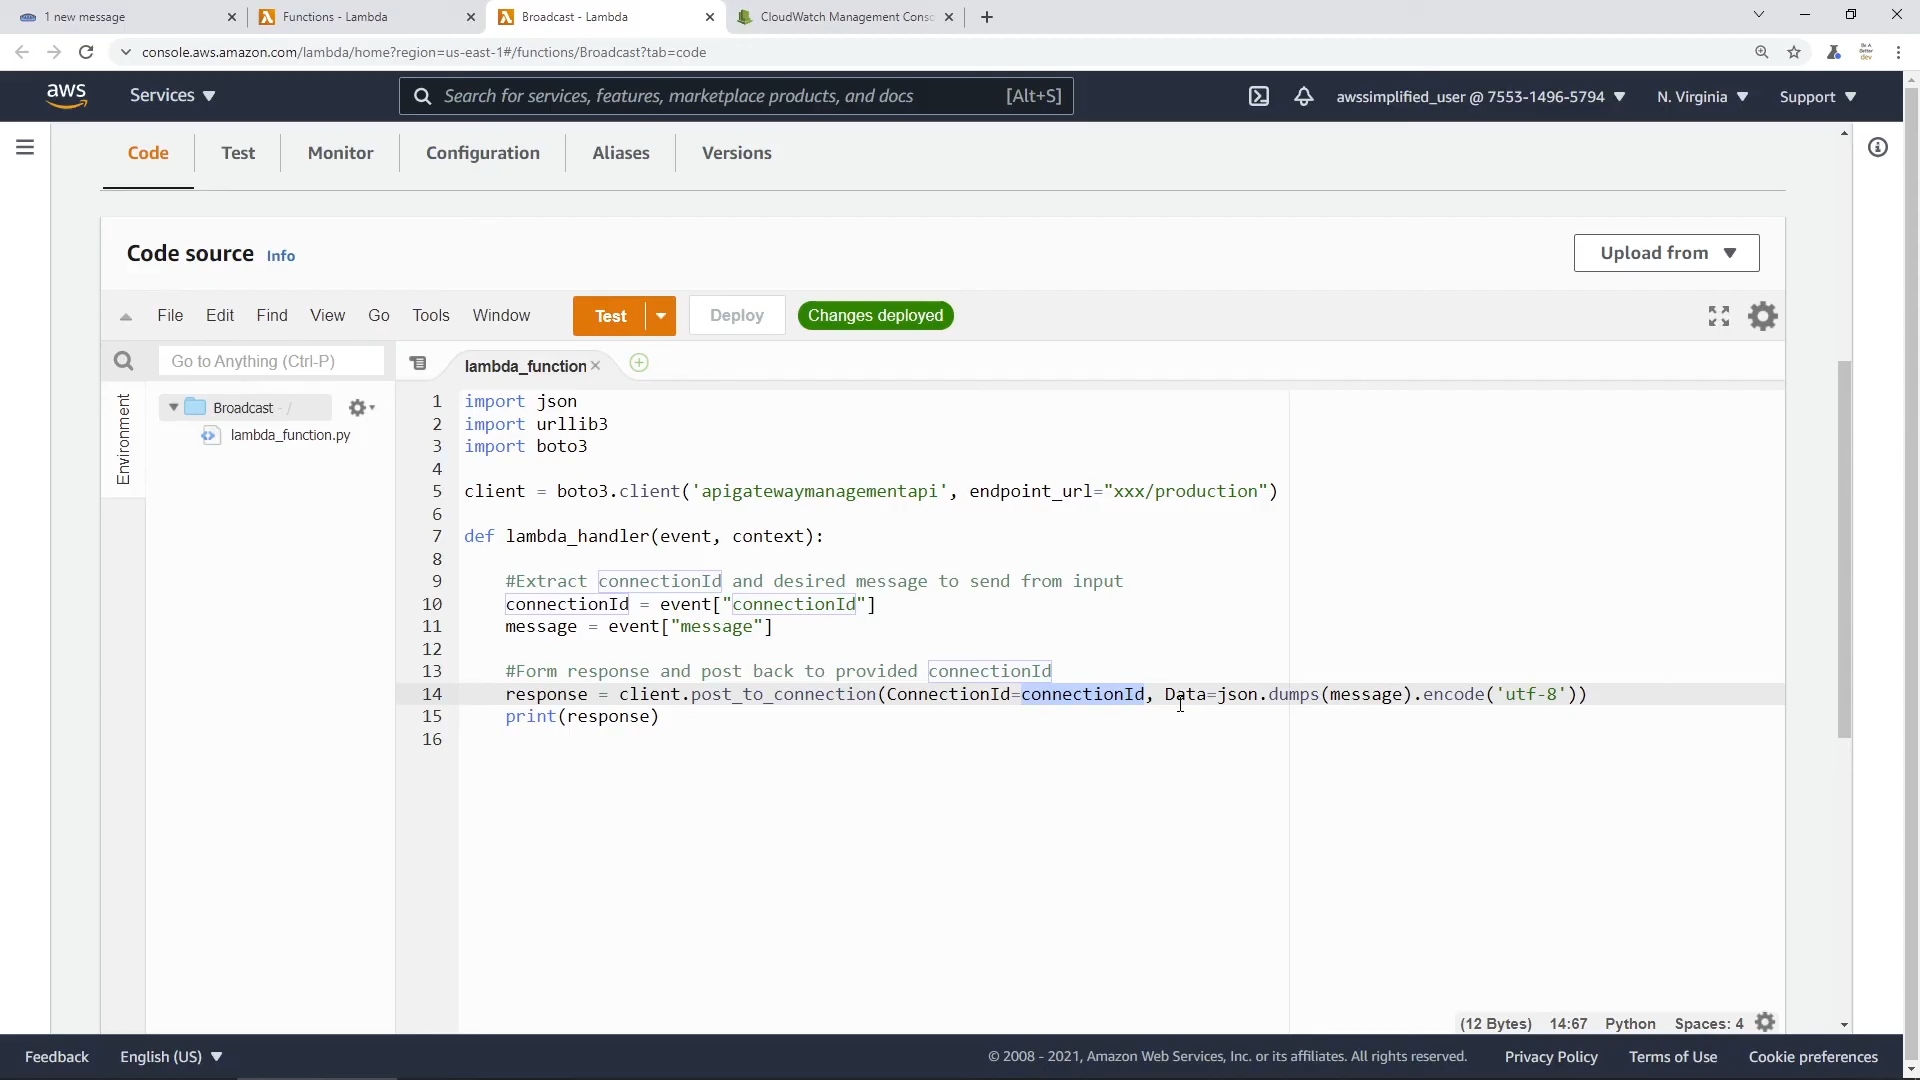 1 new message
Functions - Lambda
Broadcast - Lambda
CloudWatch Management Conso
console.aws.amazon.com/lambda/home?region=us-east-1#/functions/Broadcast?tab=code
aws
Services
Search for services, features, marketplace products, and docs
[Alt+S]
awssimplified_user @ 7553-1496-5794
N. Virginia
Support
Code
Test
Monitor
Configuration
Aliases
Versions
Code source Info
Upload from
File Edit Find View Go Tools Window
Test
Deploy
Changes deployed
Go to Anything (Ctrl-P)
lambda_function
Environment
Broadcast - /
lambda_function.py
1 import json
2 import urllib3
3 import boto3
4
5 client = boto3.client('apigatewaymanagementapi', endpoint_url="xxx/production")
6
7 def lambda_handler(event, context):
8
9 #Extract connectionId and desired message to send from input
10 connectionId = event["connectionId"]
11 message = event["message"]
12
13 #Form response and post back to provided connectionId
14 response = client.post_to_connection(ConnectionId=connectionId, Data=json.dumps(message).encode('utf-8'))
15 print(response)
16
(12 Bytes) 14:67 Python Spaces: 4
Feedback
English (US)
© 2008 - 2021, Amazon Web Services, Inc. or its affiliates. All rights reserved.
Privacy Policy
Terms of Use
Cookie preferences